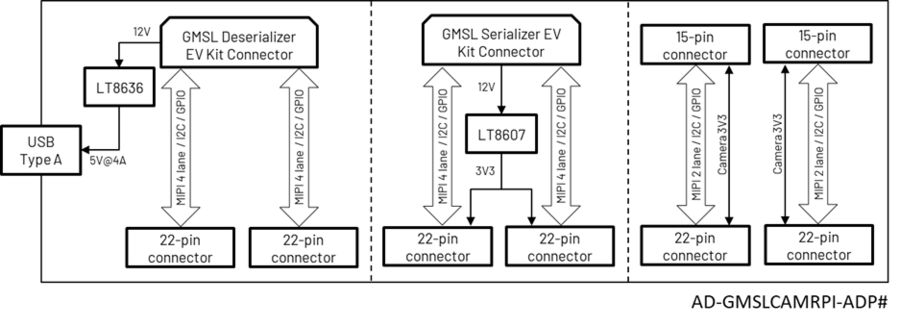 12V
GMSL Deserializer
EV Kit Connector
LT8636
USB
Type A
5V@4A
MIPI 4 lane / I2C / GPIO
MIPI 4 lane / I2C / GPIO
22-pin
connector
22-pin
connector
GMSL Serializer EV
Kit Connector
12V
LT8607
3V3
MIPI 4 lane / I2C / GPIO
MIPI 4 lane / I2C / GPIO
22-pin
connector
22-pin
connector
15-pin
connector
15-pin
connector
MIPI 2 lane / I2C / GPIO
Camera 3V3
Camera 3V3
MIPI 2 lane / I2C / GPIO
22-pin
connector
22-pin
connector
AD-GMSLCAMRPI-ADP#